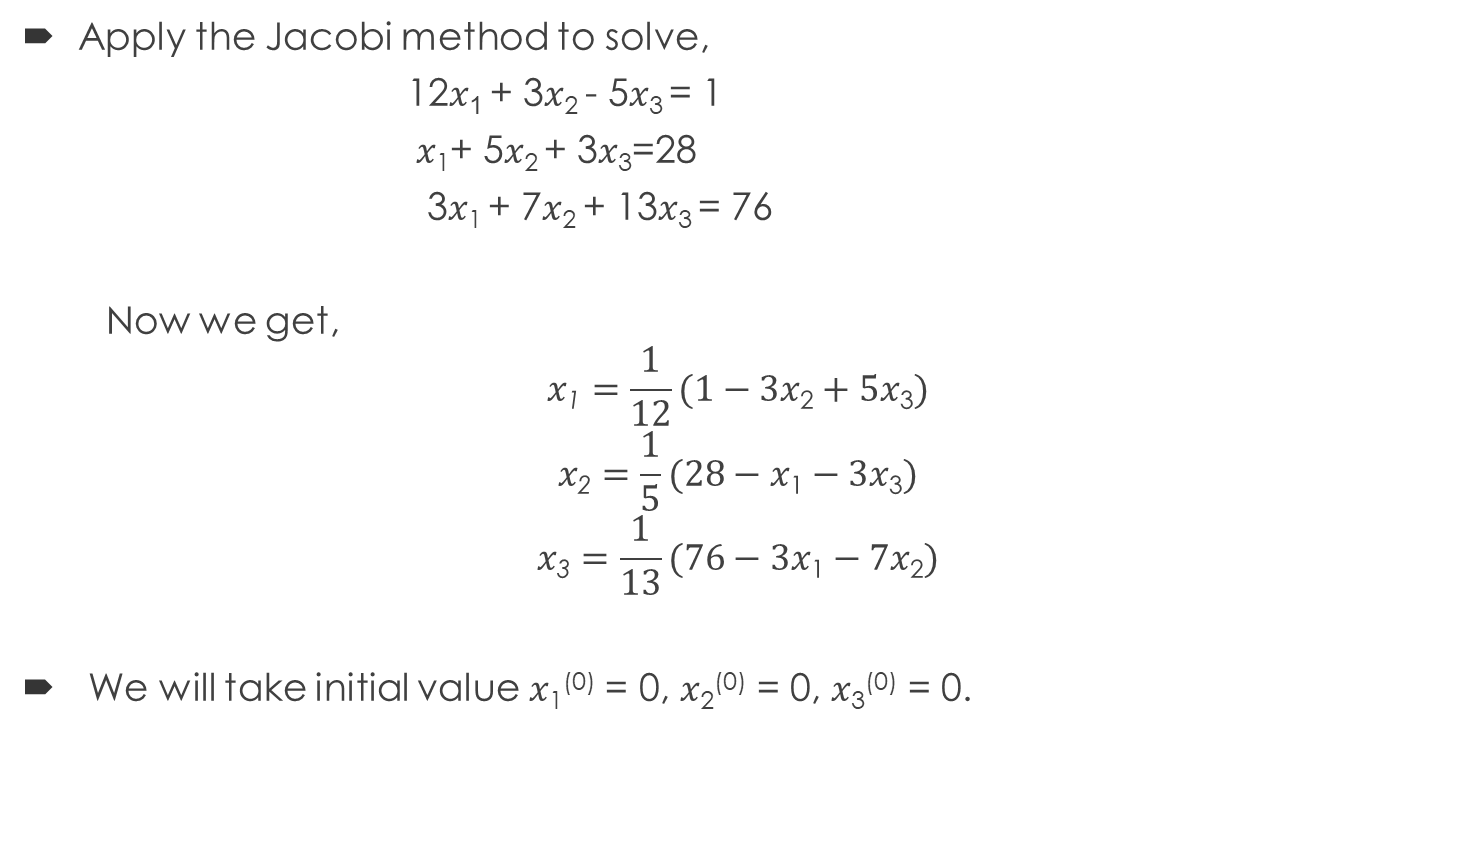 Apply the Jacobi method to solve,
12x₁ + 3x₂ - 5x₃ = 1
x₁ + 5x₂ + 3x₃=28
3x₁ + 7x₂ + 13x₃ = 76
Now we get,
x₁ = 1/12 (1 − 3x₂ + 5x₃)
x₂ = 1/5 (28 − x₁ − 3x₃)
x₃ = 1/13 (76 − 3x₁ − 7x₂)
We will take initial value x₁⁽⁰⁾ = 0, x₂⁽⁰⁾ = 0, x₃⁽⁰⁾ = 0.